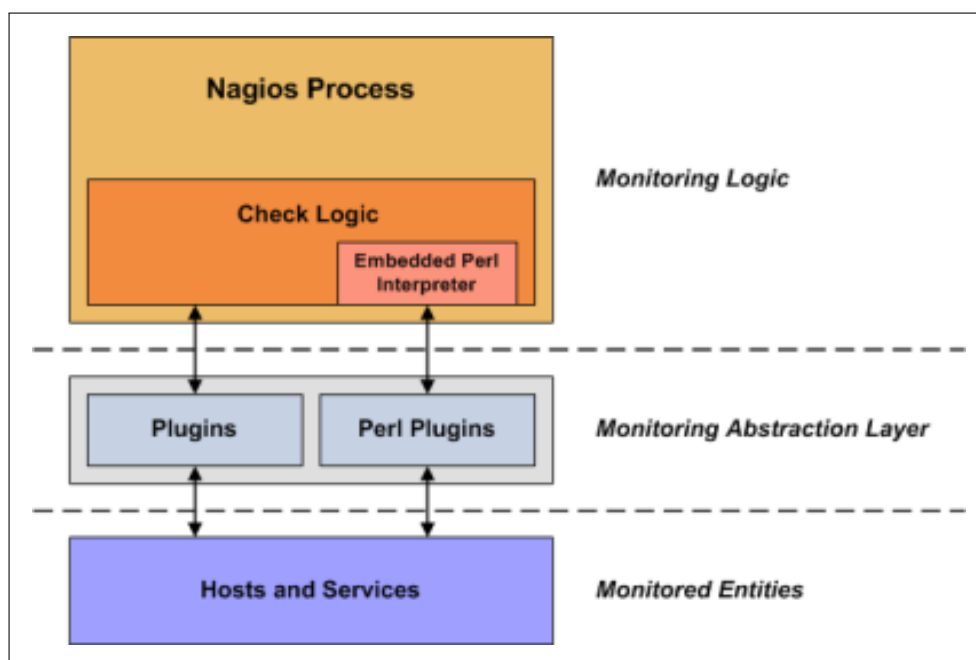 Nagios Process
Monitoring Logic
Check Logic
Embedded Perl
Interpreter
Plugins
Perl Plugins
Monitoring Abstraction Layer
Hosts and Services
Monitored Entities